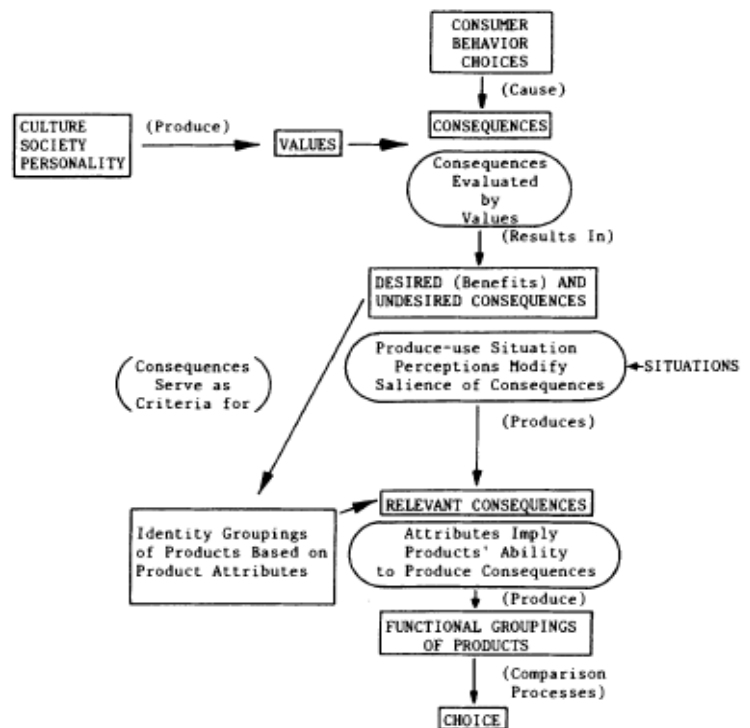 CONSUMER
BEHAVIOR
CHOICES
(Cause)
CULTURE
SOCIETY
PERSONALITY
(Produce)
VALUES
CONSEQUENCES
Consequences
Evaluated
by
Values
(Results In)
DESIRED (Benefits) AND
UNDESIRED CONSEQUENCES
(Consequences
Serve as
Criteria for)
Produce-use Situation
Perceptions Modify
Salience of Consequences
SITUATIONS
(Produces)
Identity Groupings
of Products Based on
Product Attributes
RELEVANT CONSEQUENCES
Attributes Imply
Products' Ability
to Produce Consequences
(Produce)
FUNCTIONAL GROUPINGS
OF PRODUCTS
(Comparison
Processes)
CHOICE